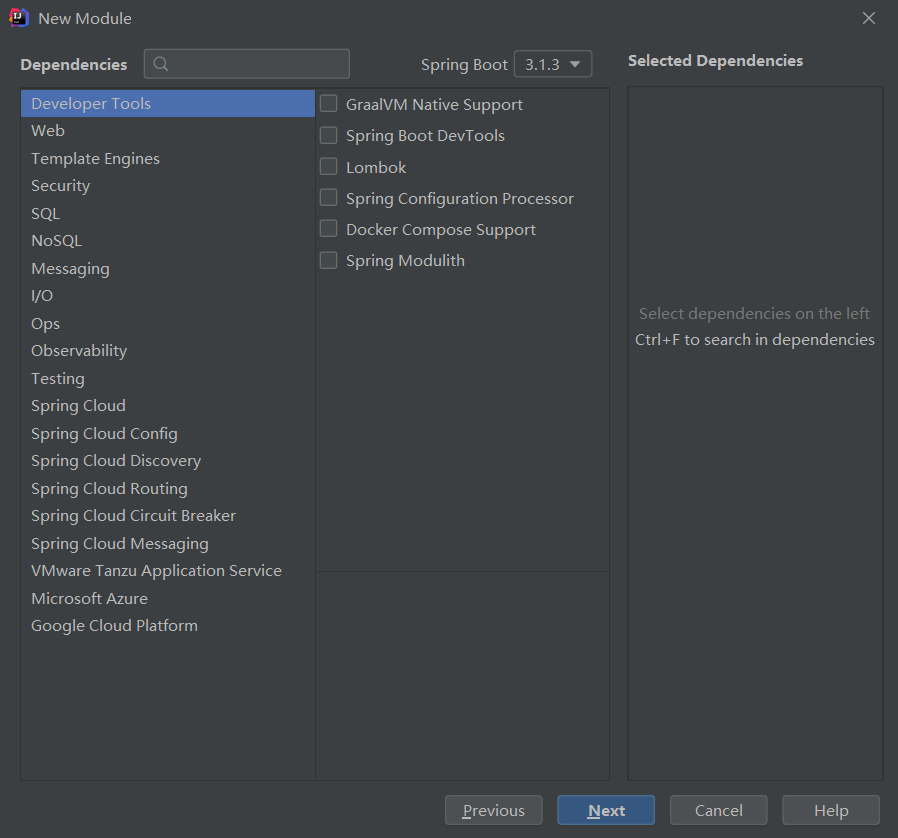 New Module
Dependencies
Spring Boot 3.1.3
Selected Dependencies
Developer Tools
Web
Template Engines
Security
SQL
NoSQL
Messaging
I/O
Ops
Observability
Testing
Spring Cloud
Spring Cloud Config
Spring Cloud Discovery
Spring Cloud Routing
Spring Cloud Circuit Breaker
Spring Cloud Messaging
VMware Tanzu Application Service
Microsoft Azure
Google Cloud Platform
GraalVM Native Support
Spring Boot DevTools
Lombok
Spring Configuration Processor
Docker Compose Support
Spring Modulith
Select dependencies on the left
Ctrl+F to search in dependencies
Previous
Next
Cancel
Help